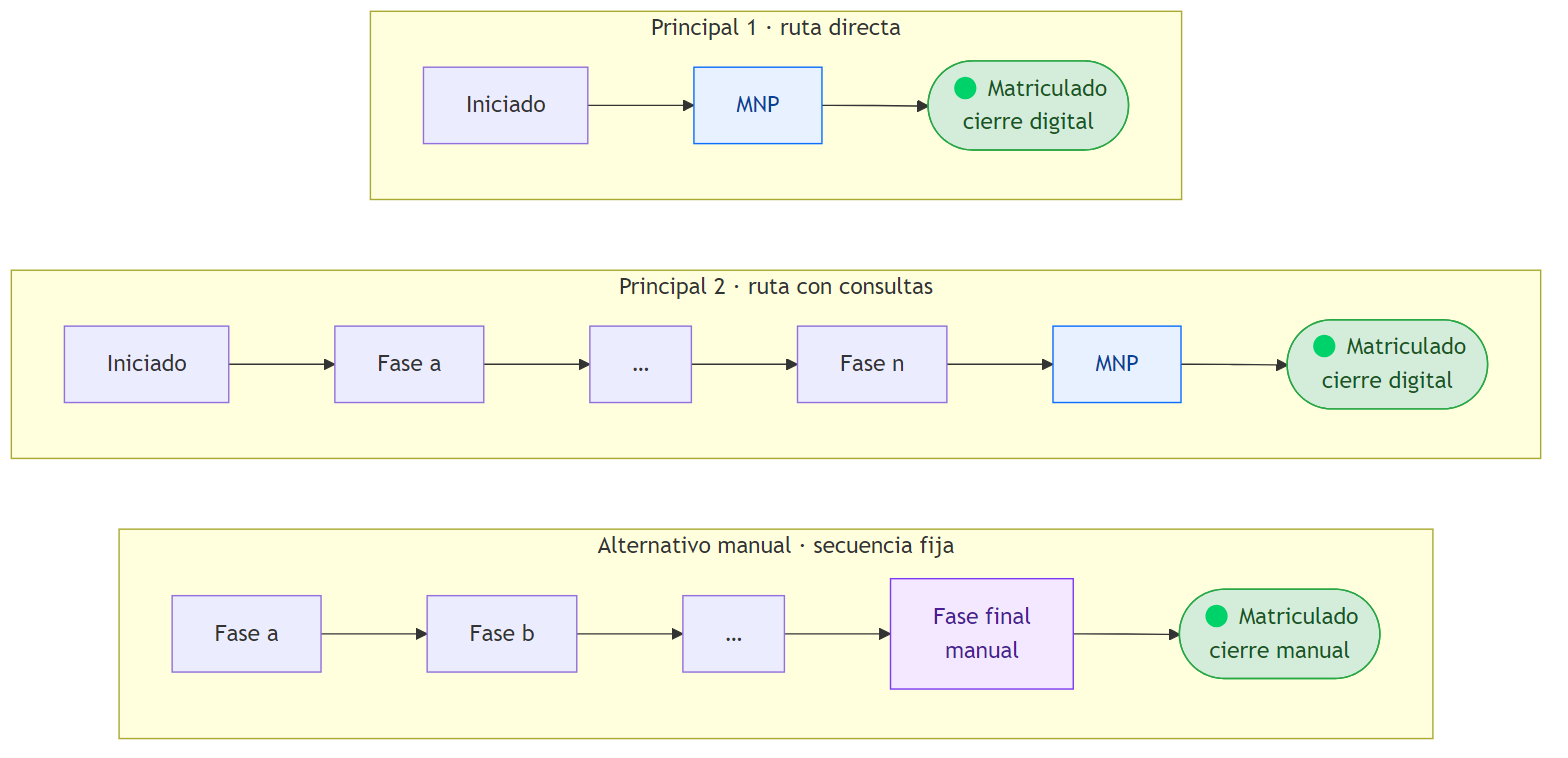 Principal 1 · ruta directa
Iniciado
MNP
Matriculado
cierre digital
Principal 2 · ruta con consultas
Iniciado
Fase a
...
Fase n
MNP
Matriculado
cierre digital
Alternativo manual · secuencia fija
Fase a
Fase b
...
Fase final
manual
Matriculado
cierre manual